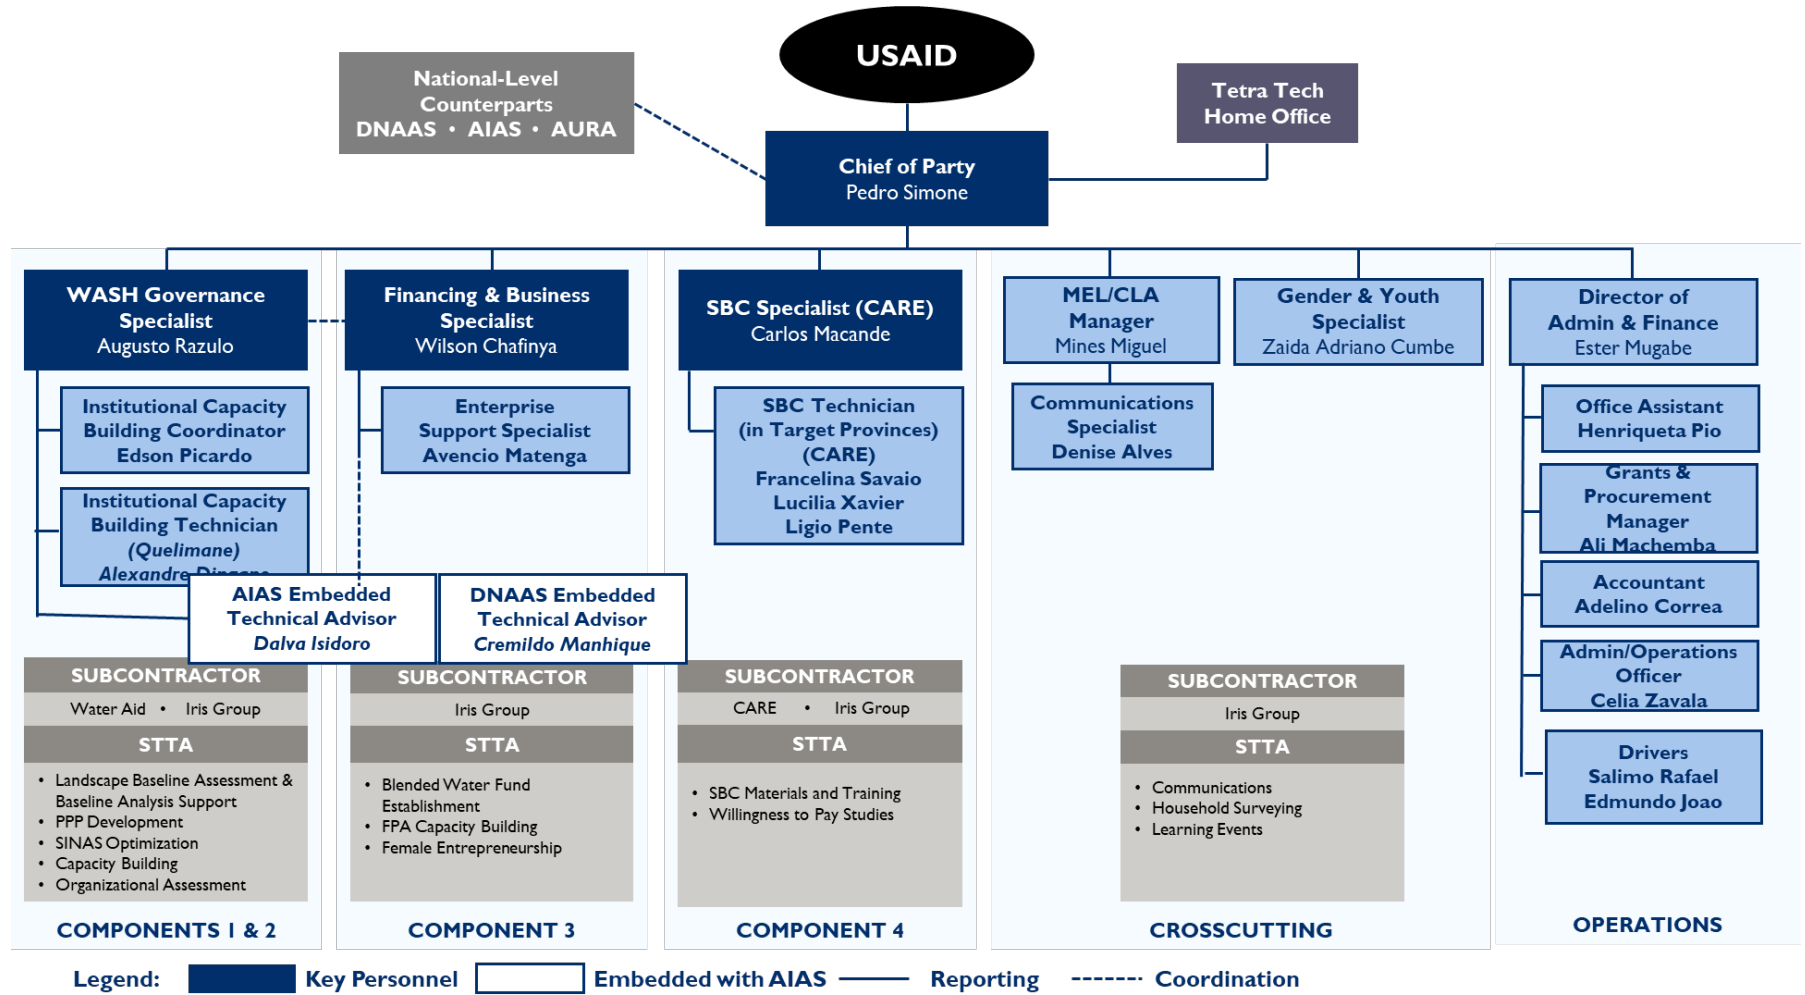 USAID
National-Level
Counterparts
DNAAS • AIAS • AURA
Tetra Tech
Home Office
Chief of Party
Pedro Simone
WASH Governance
Specialist
Augusto Razulo
Financing & Business
Specialist
Wilson Chafinya
SBC Specialist (CARE)
Carlos Macande
MEL/CLA
Manager
Mines Miguel
Gender & Youth
Specialist
Zaida Adriano Cumbe
Director of
Admin & Finance
Ester Mugabe
Institutional Capacity
Building Coordinator
Edson Picardo
Institutional Capacity
Building Technician
(Quelimane)
Alexandre
Enterprise
Support Specialist
Avencio Matenga
SBC Technician
(in Target Provinces)
(CARE)
Francelina Savaio
Lucilia Xavier
Ligio Pente
Communications
Specialist
Denise Alves
Office Assistant
Henriqueta Pio
Grants &
Procurement
Manager
Ali Machemba
Accountant
Adelino Correa
Admin/Operations
Officer
Celia Zavala
Drivers
Salimo Rafael
Edmundo Joao
AIAS Embedded
Technical Advisor
Dalva Isidoro
DNAAS Embedded
Technical Advisor
Cremildo Manhique
SUBCONTRACTOR
Water Aid • Iris Group
STTA
• Landscape Baseline Assessment &
Baseline Analysis Support
• PPP Development
• SINAS Optimization
• Capacity Building
• Organizational Assessment
COMPONENTS 1 & 2
SUBCONTRACTOR
Iris Group
STTA
• Blended Water Fund
Establishment
• FPA Capacity Building
• Female Entrepreneurship
COMPONENT 3
SUBCONTRACTOR
CARE • Iris Group
STTA
• SBC Materials and Training
• Willingness to Pay Studies
COMPONENT 4
SUBCONTRACTOR
Iris Group
STTA
• Communications
• Household Surveying
• Learning Events
CROSSCUTTING
OPERATIONS
Legend: Key Personnel Embedded with AIAS Reporting Coordination